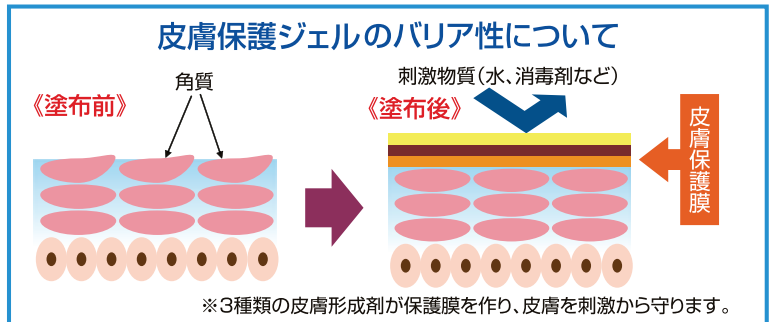 皮膚保護ジェルのバリア性について
《塗布前》
角質
《塗布後》
刺激物質(水、消毒剤など)
皮膚保護膜
※3種類の皮膚形成剤が保護膜を作り、皮膚を刺激から守ります。